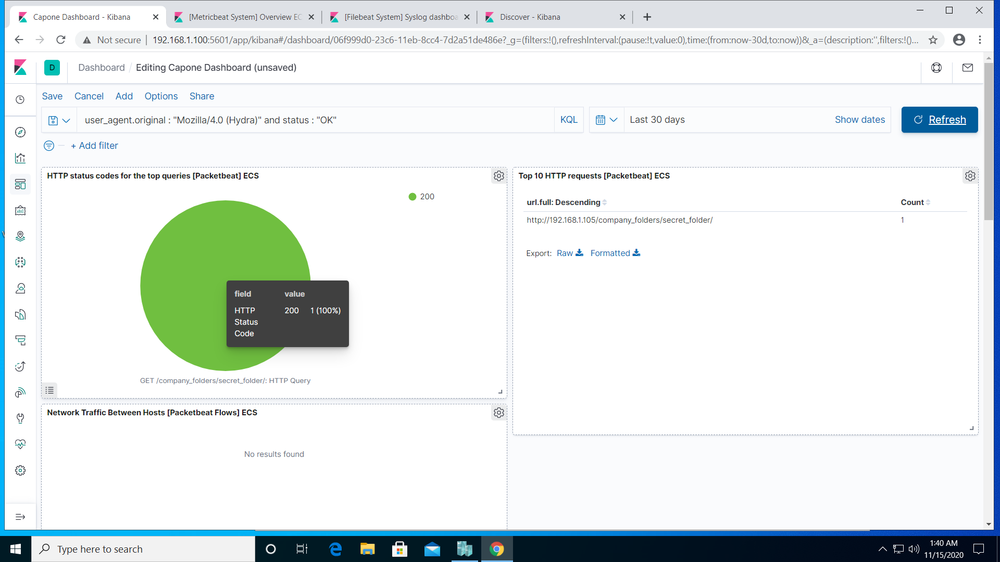 Capone Dashboard - Kibana
[Metricbeat System] Overview EC
[Filebeat System] Syslog dashboa
Discover - Kibana
Not secure
192.168.1.100:5601/app/kibana#/dashboard/06f999d0-23c6-11eb-8cc4-7d2a51de486e?_g=(filters:!(),refreshInterval:(pause:!t,value:0),time:(from:now-30d,to:now))&_a=(description:'',filters:!()...
D
Dashboard / Editing Capone Dashboard (unsaved)
Save Cancel Add Options Share
user_agent.original : "Mozilla/4.0 (Hydra)" and status : "OK"
KQL
Last 30 days
Show dates
Refresh
+ Add filter
HTTP status codes for the top queries [Packetbeat] ECS
200
field value
HTTP Status Code 200 1 (100%)
GET /company_folders/secret_folder/: HTTP Query
Top 10 HTTP requests [Packetbeat] ECS
url.full: Descending Count
http://192.168.1.105/company_folders/secret_folder/ 1
Export: Raw Formatted
Network Traffic Between Hosts [Packetbeat Flows] ECS
No results found
Type here to search
1:40 AM
11/15/2020